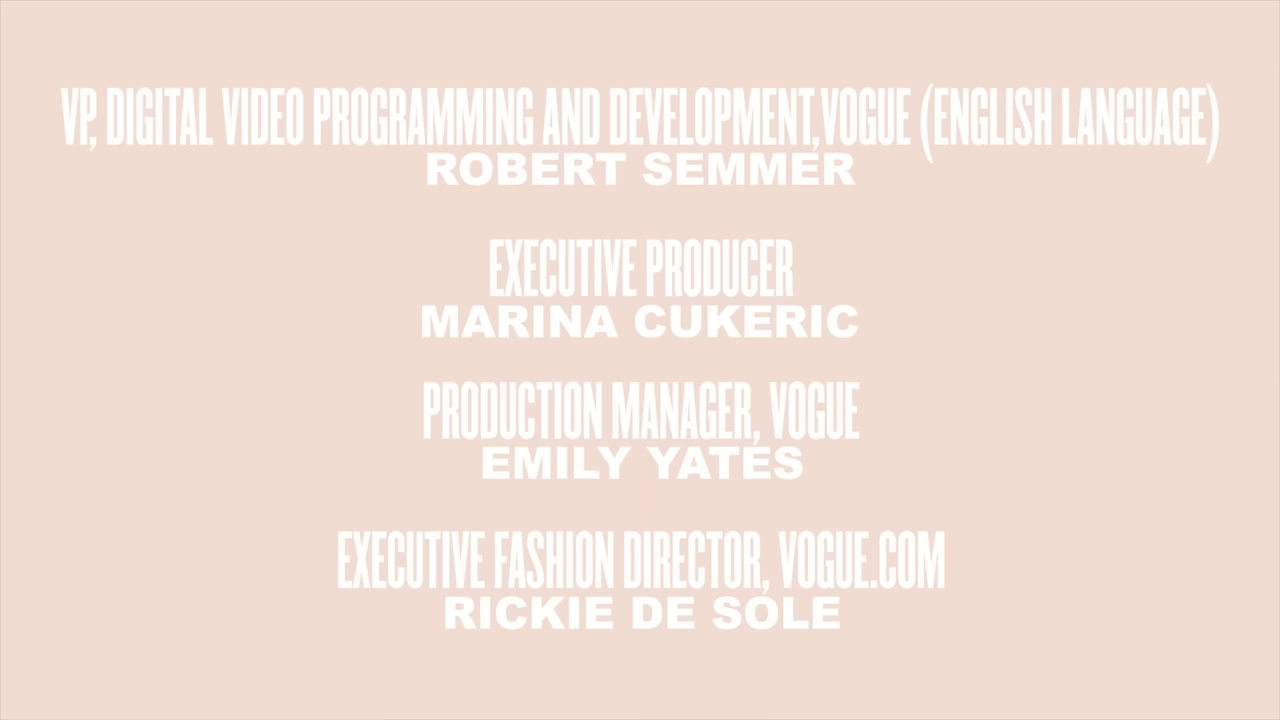 VP, DIGITAL VIDEO PROGRAMMING AND DEVELOPMENT,VOGUE (ENGLISH LANGUAGE)
ROBERT SEMMER
EXECUTIVE PRODUCER
MARINA CUKERIC
PRODUCTION MANAGER, VOGUE
EMILY YATES
EXECUTIVE FASHION DIRECTOR, VOGUE.COM
RICKIE DE SOLE